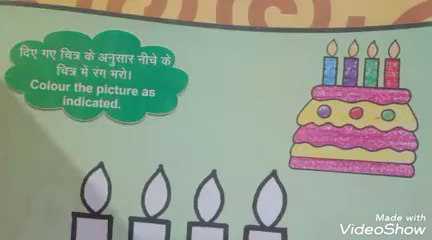 दिए गए चित्र के अनुसार नीचे के
चित्र में रंग भरो।
Colour the picture as
indicated.
Made with
VideoShow